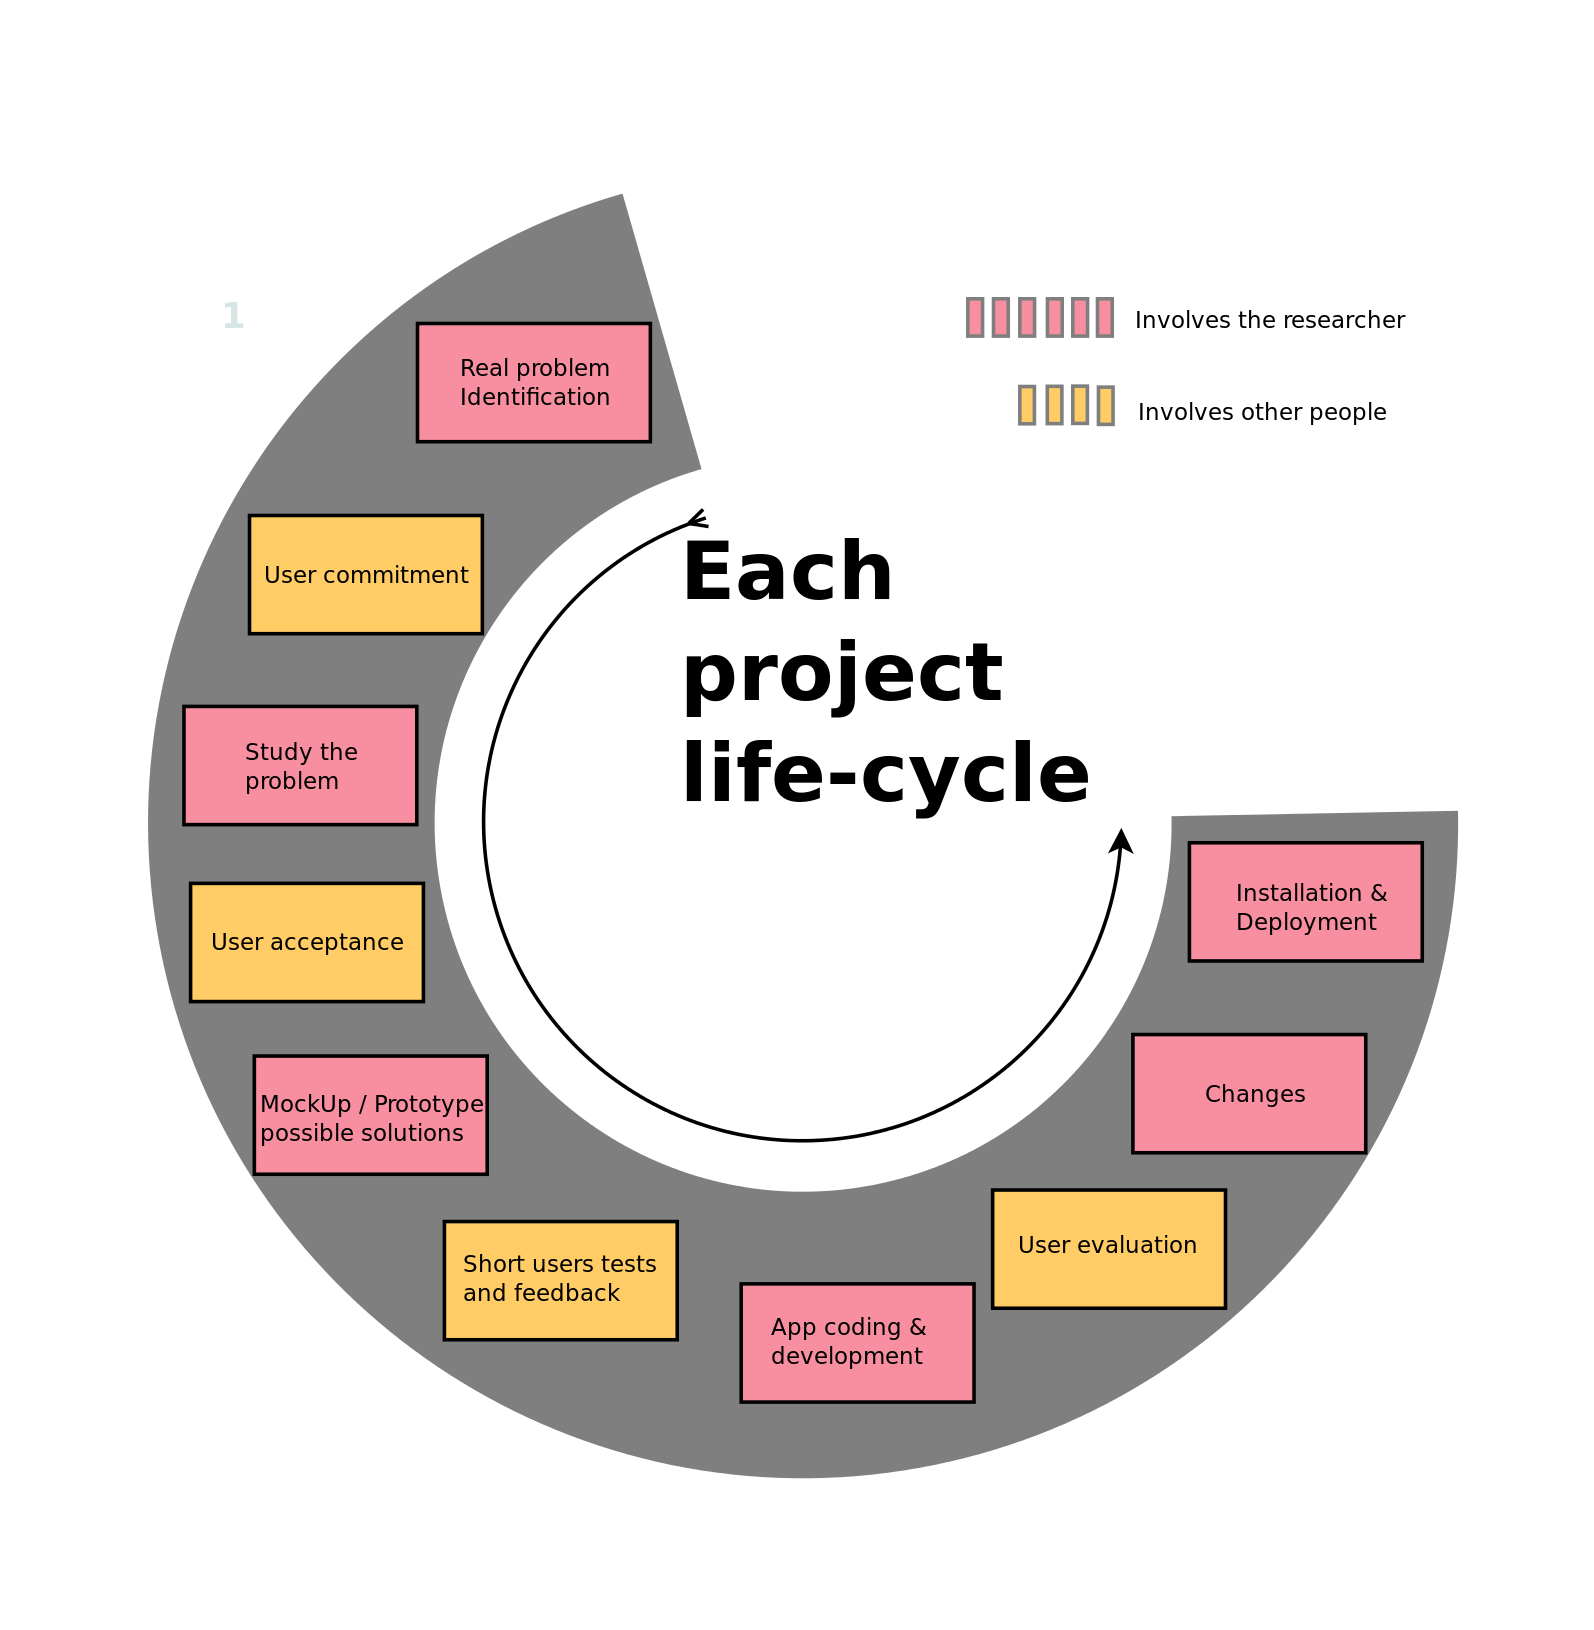 1
Real problem
Identification
Involves the researcher
Involves other people
Each
project
life-cycle
User commitment
Study the
problem
User acceptance
MockUp / Prototype
possible solutions
Short users tests
and feedback
App coding &
development
User evaluation
Changes
Installation &
Deployment